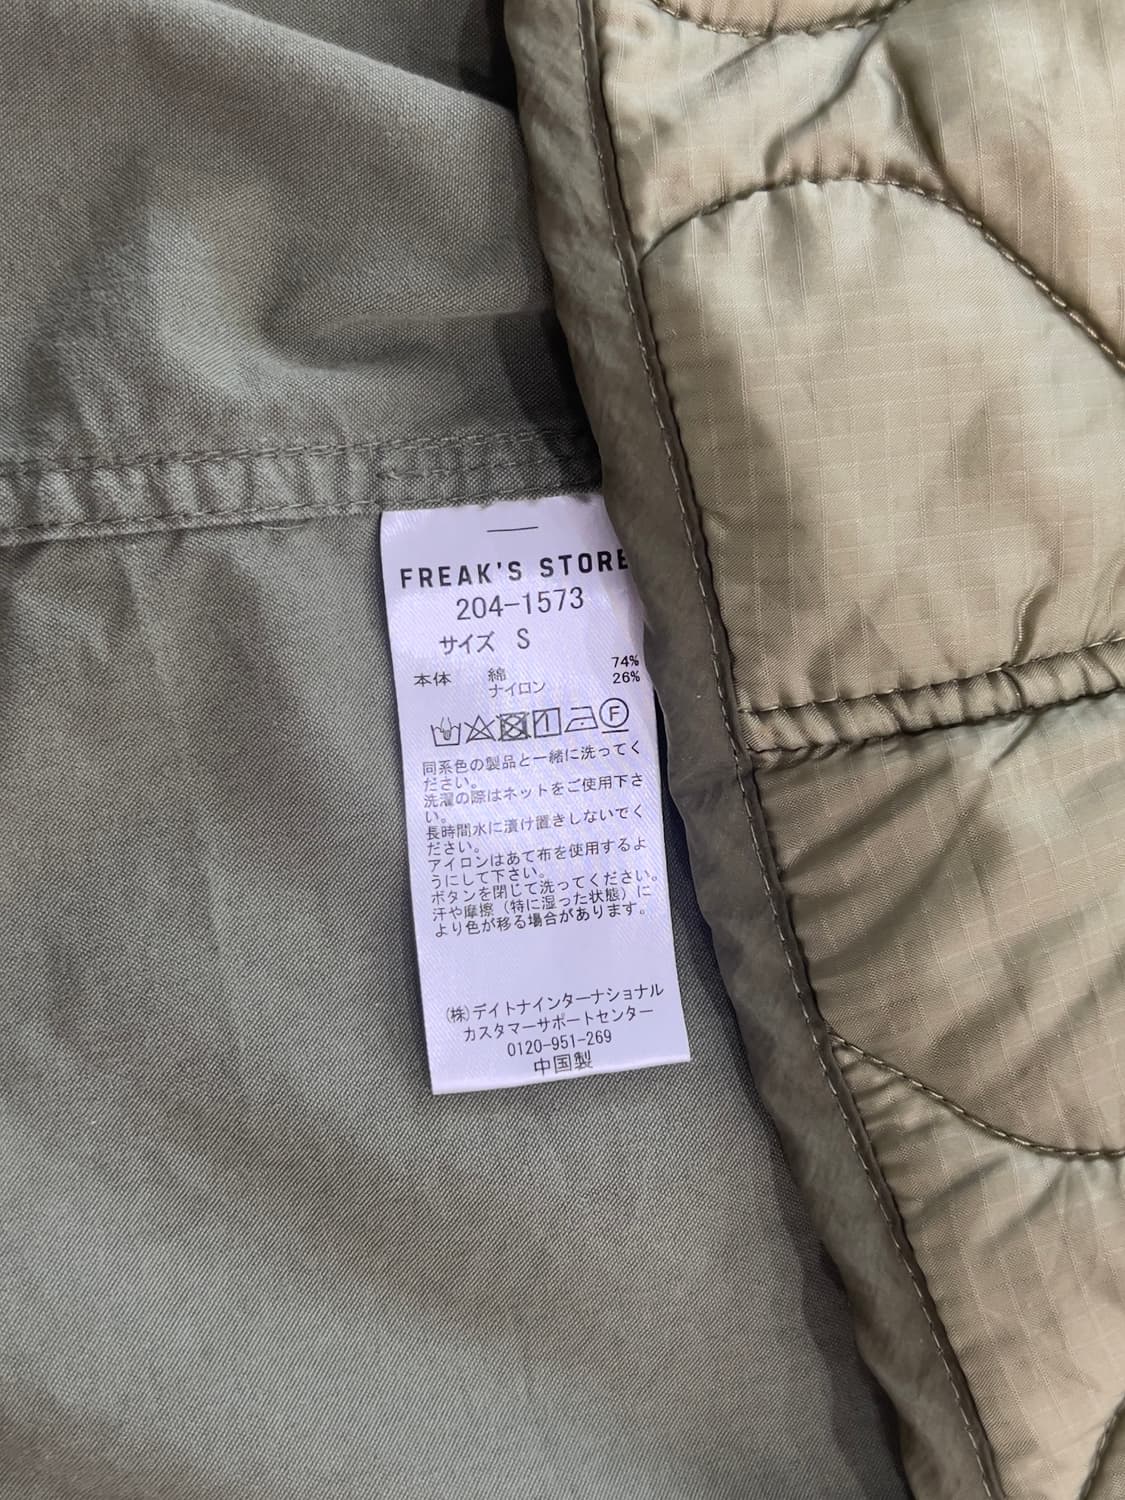 FREAK'S STORE
204-1573
サイズ S
本体 綿 74%
ナイロン 26%
F
同系色の製品と一緒に洗ってく
ださい。
洗濯の際はネットをご使用下さ
い。
長時間水に漬け置きしないでく
ださい。
アイロンはあて布を使用するよ
うにして下さい。
ボタンを閉じて洗ってください。
汗や摩擦（特に湿った状態）に
より色が移る場合があります。
(株)デイトナインターナショナル
カスタマーサポートセンター
0120-951-269
中国製